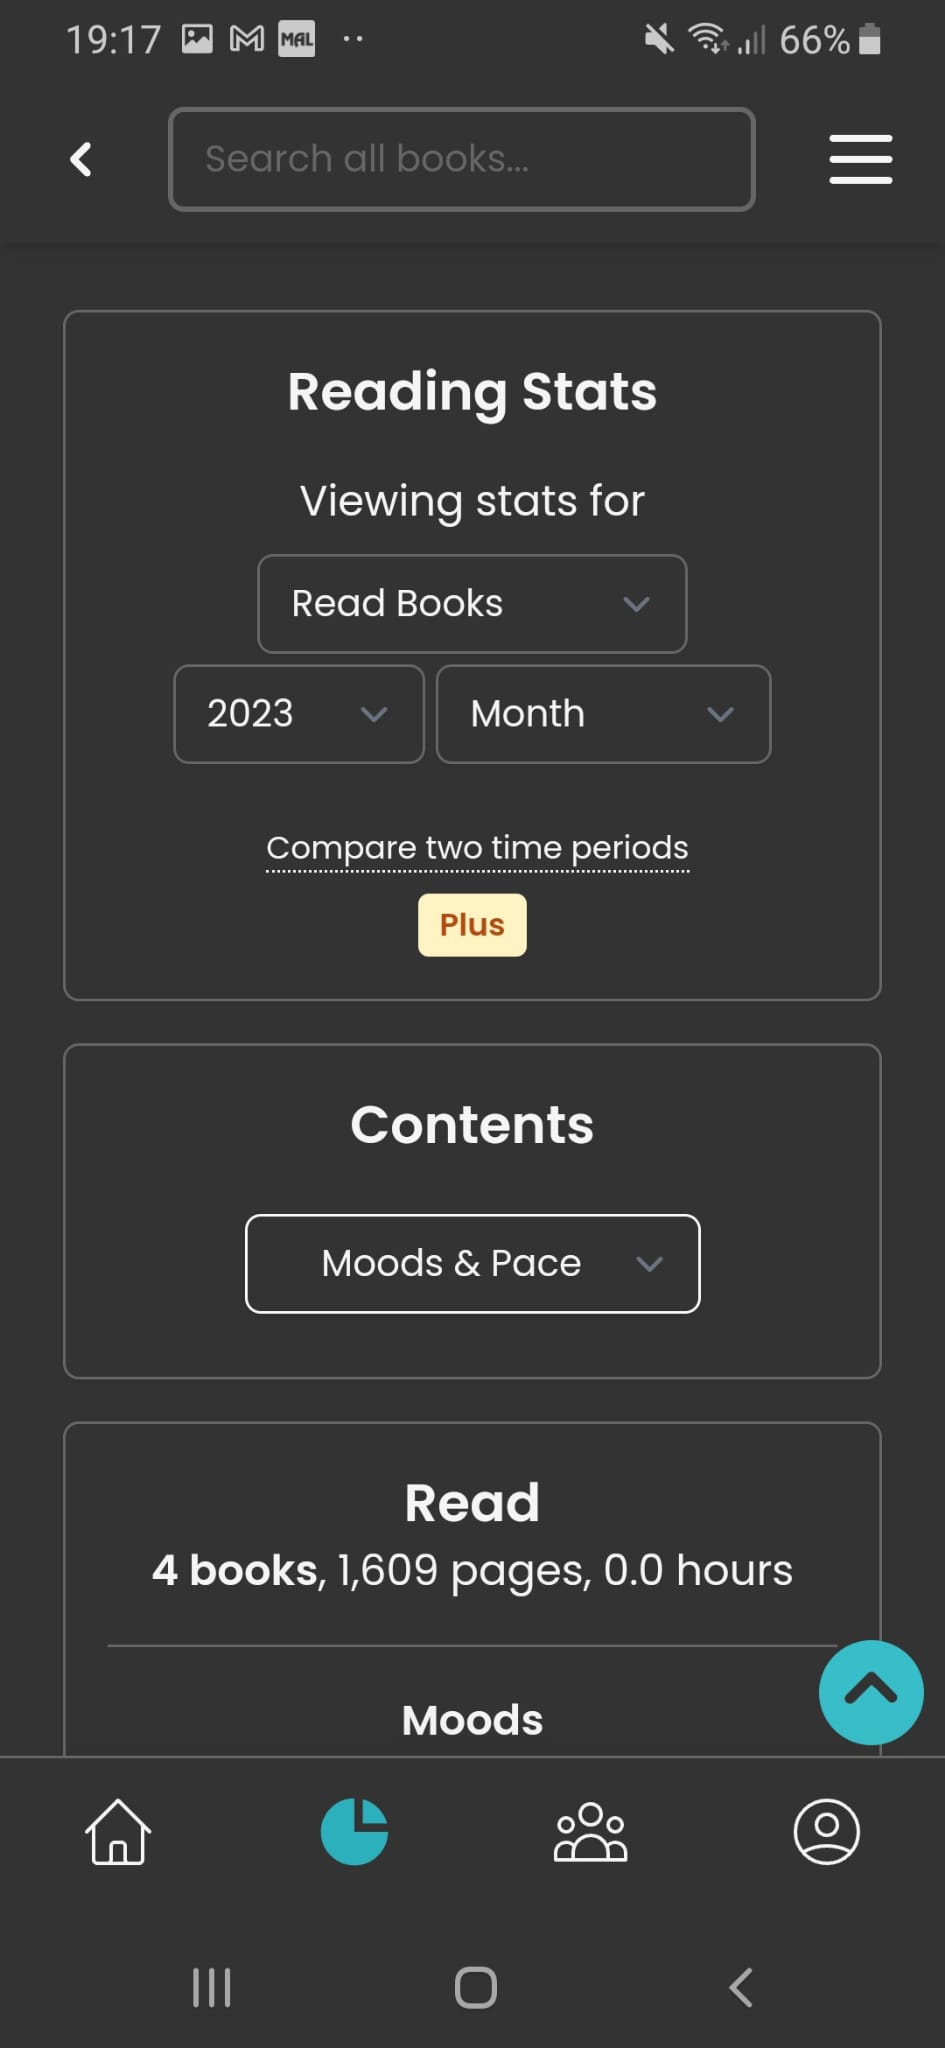 19:17 MAL 66%
Search all books...
Reading Stats
Viewing stats for
Read Books
2023 Month
Compare two time periods
Plus
Contents
Moods & Pace
Read
4 books, 1,609 pages, 0.0 hours
Moods